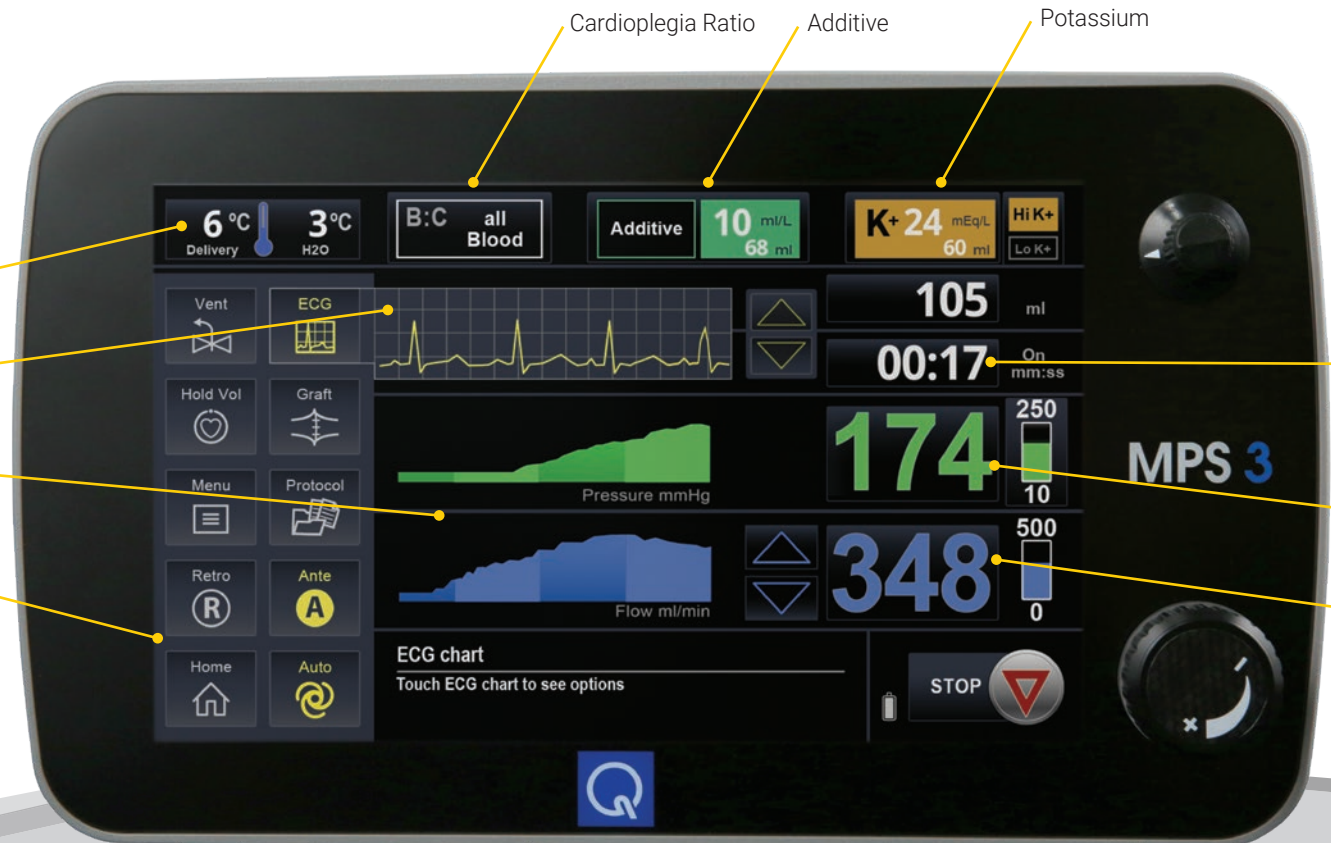 Cardioplegia Ratio
Additive
Potassium
6 °C
Delivery
3°C
H2O
B:C all
Blood
Additive
10 ml/L
68 ml
K+ 24 mEq/L
60 ml
Hi K+
Lo K+
Vent
ECG
105 ml
00:17 On
mm:ss
Hold Vol
Graft
174
250
10
Pressure mmHg
MPS 3
Menu
Protocol
Retro
R
Ante
A
348
500
0
Flow ml/min
Home
Auto
ECG chart
Touch ECG chart to see options
STOP